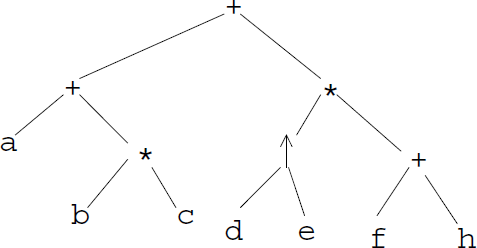 +
+ *
a * ↑ +
b c d e f h